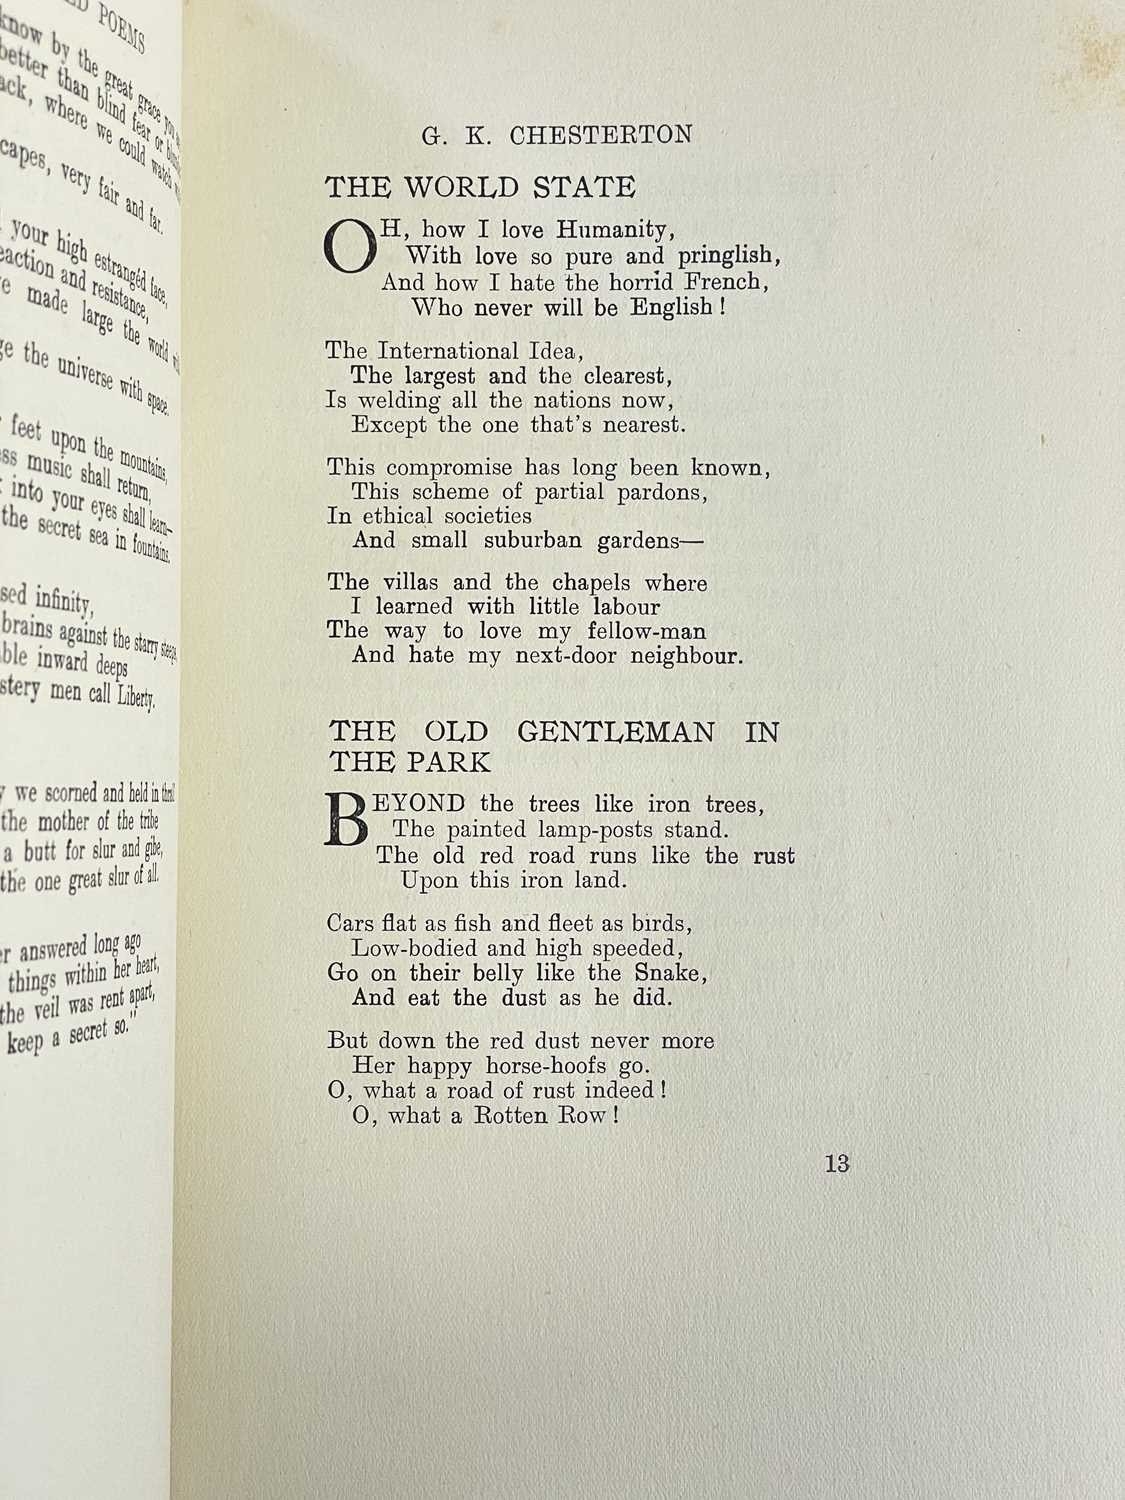 POEMS
know by the great grace you
better than blind fear or
where we could watch
very fair and far.
your high estrangéd face,
and resistance,
made large the world
the universe with space.
feet upon the mountains,
music shall return,
into your eyes shall learn—
the secret sea in fountains.
infinity,
brains against the starry steeps,
inward deeps
men call Liberty.
we scorned and held in thrall
the mother of the tribe
a butt for slur and gibe,
the one great slur of all.
answered long ago
things within her heart,
the veil was rent apart,
keep a secret so."
G. K. CHESTERTON
THE WORLD STATE
OH, how I love Humanity,
With love so pure and pringlish,
And how I hate the horrid French,
Who never will be English!
The International Idea,
The largest and the clearest,
Is welding all the nations now,
Except the one that's nearest.
This compromise has long been known,
This scheme of partial pardons,
In ethical societies
And small suburban gardens—
The villas and the chapels where
I learned with little labour
The way to love my fellow-man
And hate my next-door neighbour.
THE OLD GENTLEMAN IN
THE PARK
BEYOND the trees like iron trees,
The painted lamp-posts stand.
The old red road runs like the rust
Upon this iron land.
Cars flat as fish and fleet as birds,
Low-bodied and high speeded,
Go on their belly like the Snake,
And eat the dust as he did.
But down the red dust never more
Her happy horse-hoofs go.
O, what a road of rust indeed!
O, what a Rotten Row!
13